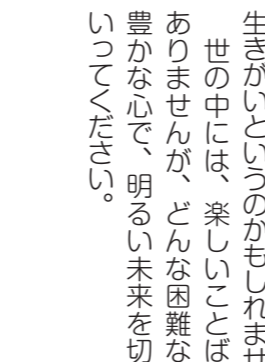 生きがいというのかもしれませ
世の中には、楽しいことば
ありませんが、どんな困難な
豊かな心で、明るい未来を切
いってください。